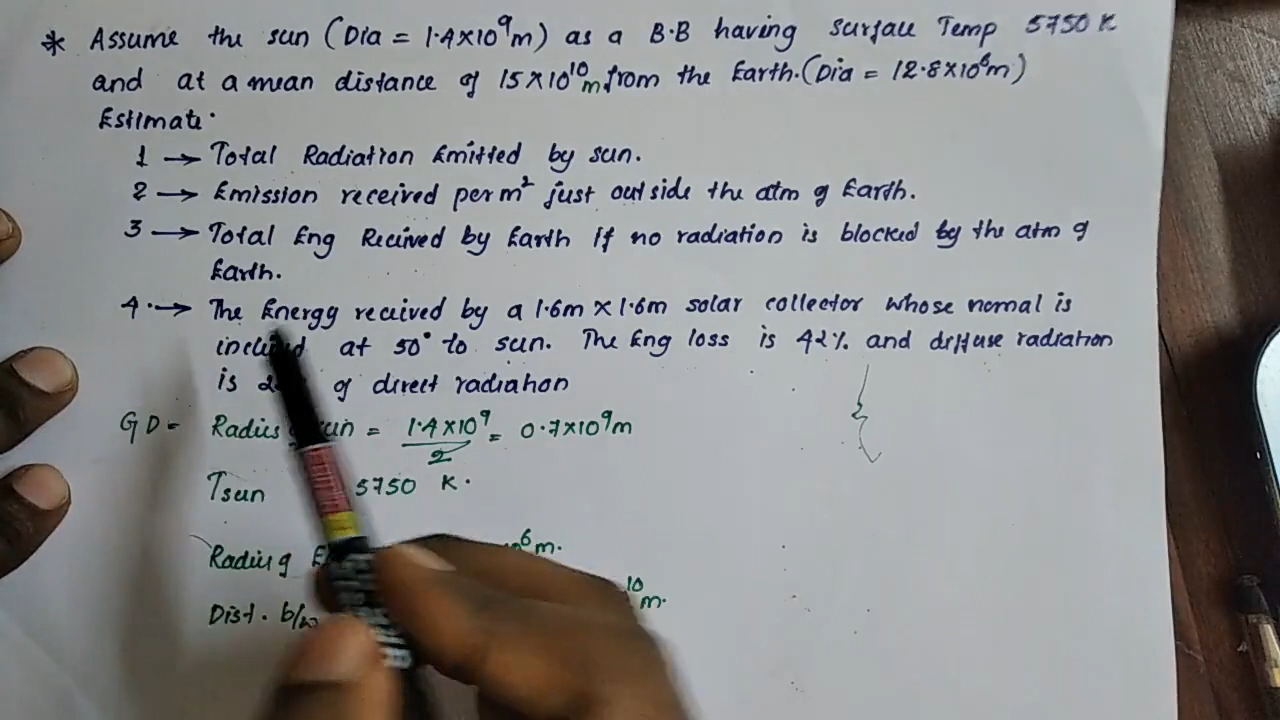 * Assume the sun (Dia = 1.4×10⁹m) as a B.B having surface Temp 5750 K
and at a mean distance of 15×10¹⁰m from the Earth.(Dia = 12.8×10⁶m)
Estimate.
1 → Total Radiation Emitted by sun.
2 → Emission received per m² just outside the atm of Earth.
3 → Total Eng Recived by Earth if no radiation is blocked by the atm of
Earth.
4. → The Energy received by a 1.6m × 1.6m solar collector whose normal is
at 50° to sun. The Eng loss is 42% and diffuse radiation
is of direct radiation
GD = Radius sun = 1.4×10⁹/2 = 0.7×10⁹m
Tsun 5750 K.
Radius of m.
Dist. b/w 10 m.